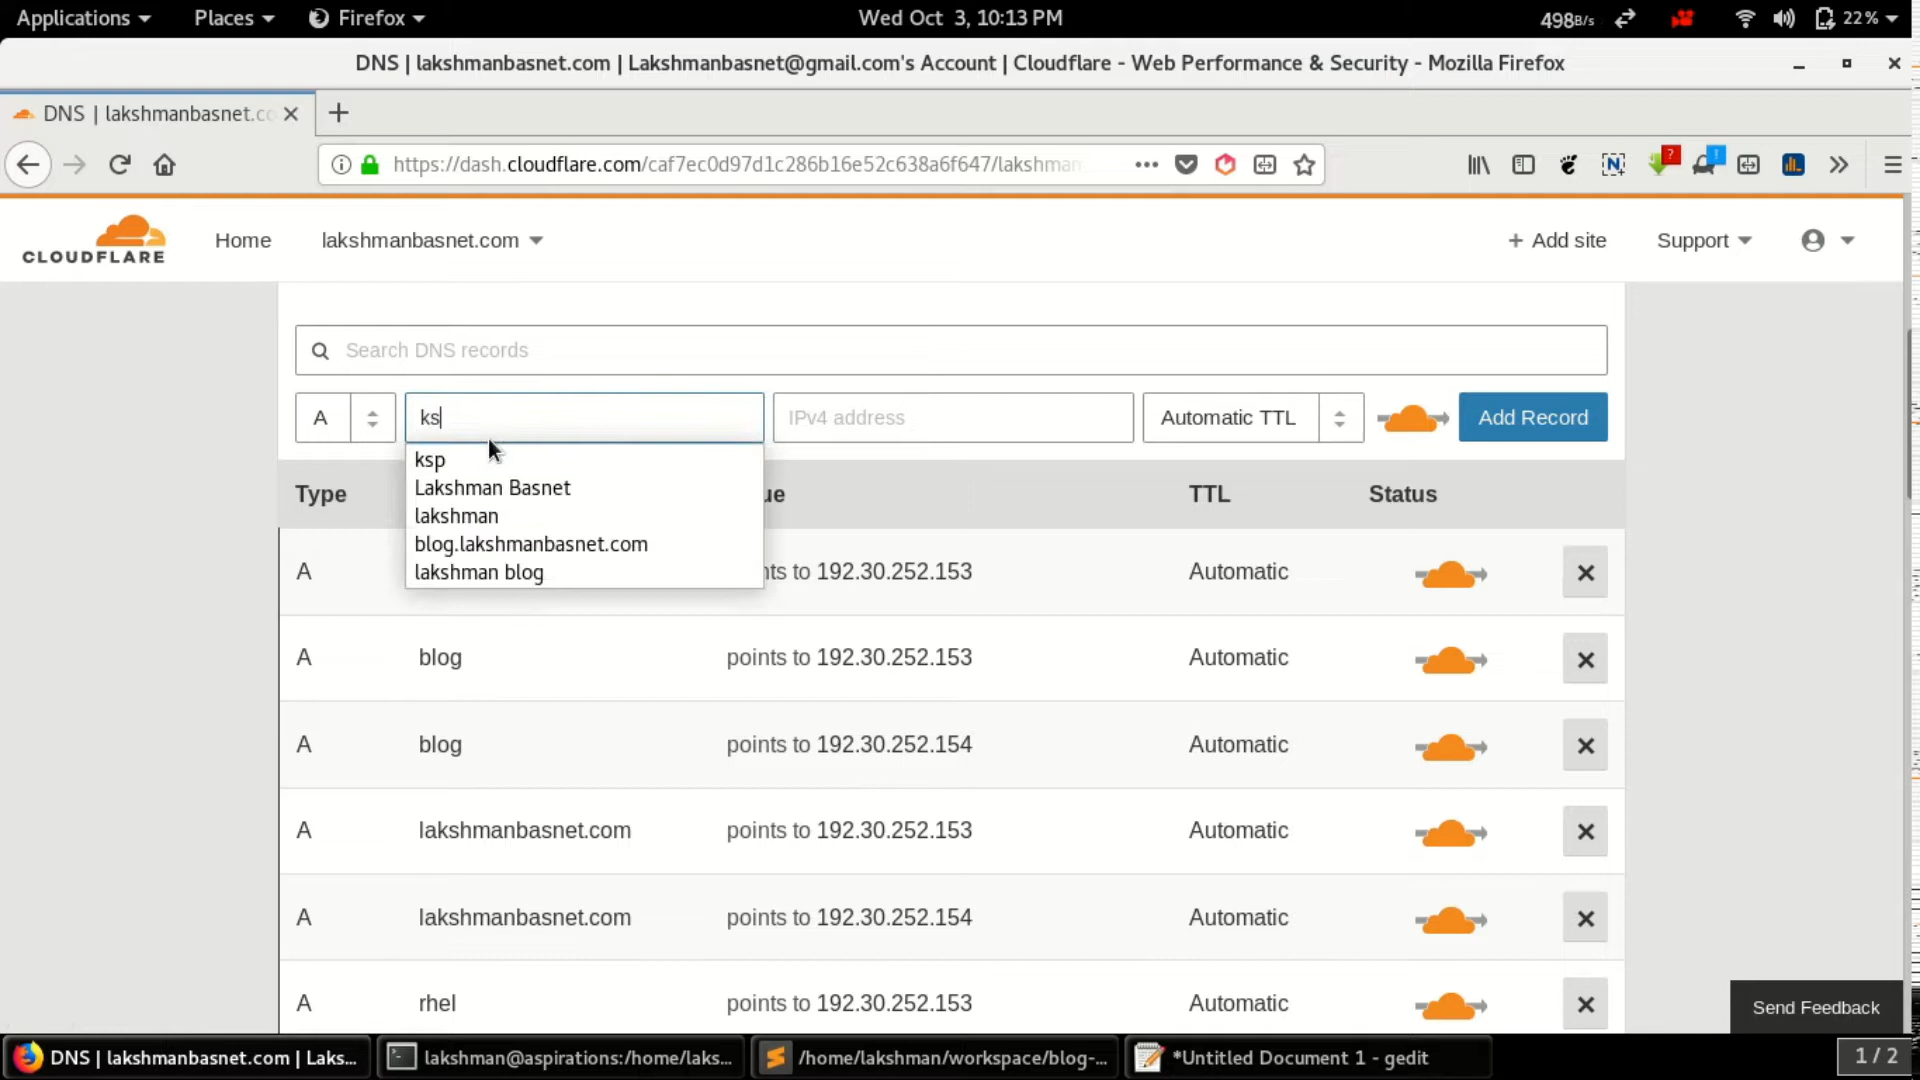 Applications Places Firefox Wed Oct 3, 10:13 PM 498B/s 22%
DNS | lakshmanbasnet.com | Lakshmanbasnet@gmail.com's Account | Cloudflare - Web Performance & Security - Mozilla Firefox
DNS | lakshmanbasnet.co
https://dash.cloudflare.com/caf7ec0d97d1c286b16e52c638a6f647/lakshman
CLOUDFLARE Home lakshmanbasnet.com + Add site Support
Search DNS records
A ks IPv4 address Automatic TTL Add Record
ksp
Lakshman Basnet
lakshman
blog.lakshmanbasnet.com
lakshman blog
Type ue TTL Status
A nts to 192.30.252.153 Automatic
A blog points to 192.30.252.153 Automatic
A blog points to 192.30.252.154 Automatic
A lakshmanbasnet.com points to 192.30.252.153 Automatic
A lakshmanbasnet.com points to 192.30.252.154 Automatic
A rhel points to 192.30.252.153 Automatic
Send Feedback
DNS | lakshmanbasnet.com | Laks... lakshman@aspirations:/home/laks... /home/lakshman/workspace/blog-... *Untitled Document 1 - gedit 1 / 2